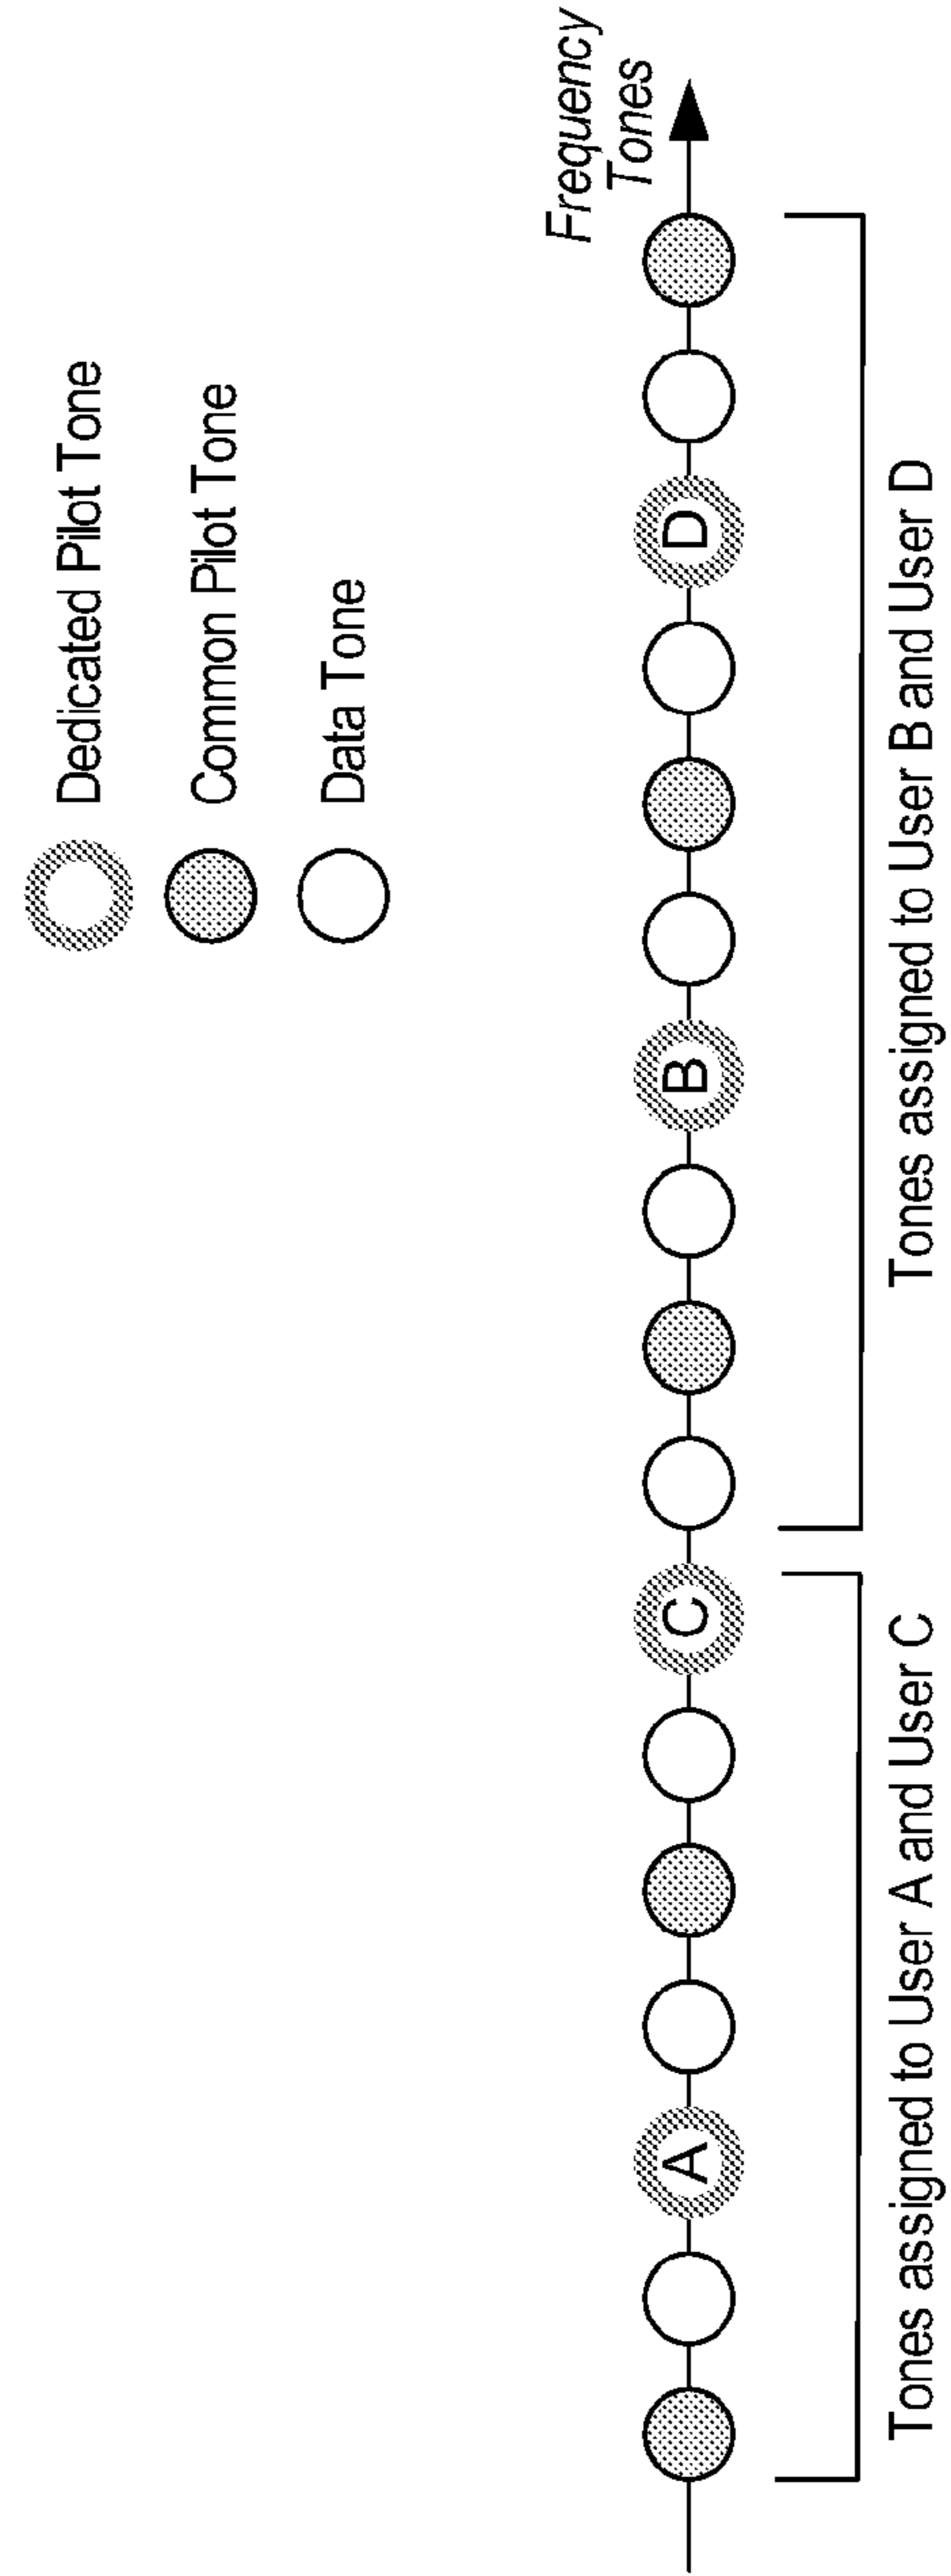 Dedicated Pilot Tone
Common Pilot Tone
Data Tone
Frequency
Tones
A
C
B
D
Tones assigned to User A and User C
Tones assigned to User B and User D